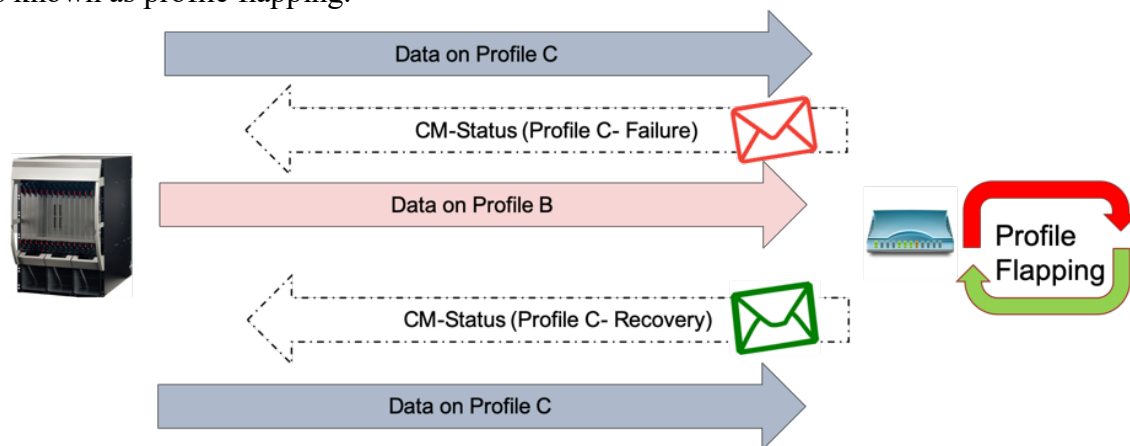 known as profile flapping.
Data on Profile C
CM-Status (Profile C- Failure)
Data on Profile B
Profile
Flapping
CM-Status (Profile C- Recovery)
Data on Profile C